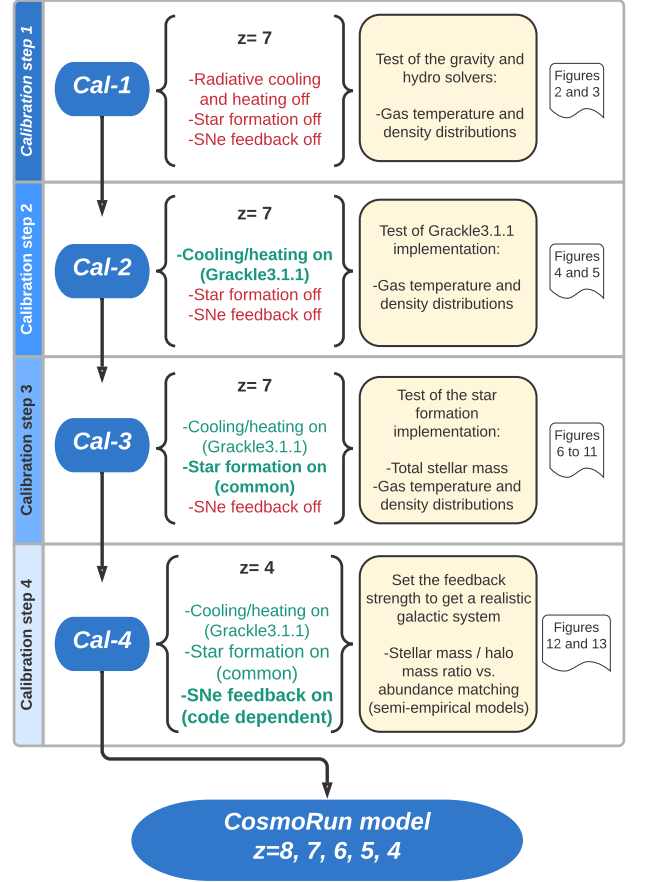 Calibration step 1
Cal-1
z= 7
-Radiative cooling
and heating off
-Star formation off
-SNe feedback off
Test of the gravity and
hydro solvers:
-Gas temperature and
density distributions
Figures
2 and 3
Calibration step 2
Cal-2
z= 7
-Cooling/heating on
(Grackle3.1.1)
-Star formation off
-SNe feedback off
Test of Grackle3.1.1
implementation:
-Gas temperature and
density distributions
Figures
4 and 5
Calibration step 3
Cal-3
z= 7
-Cooling/heating on
(Grackle3.1.1)
-Star formation on
(common)
-SNe feedback off
Test of the star
formation
implementation:
-Total stellar mass
-Gas temperature and
density distributions
Figures
6 to 11
Calibration step 4
Cal-4
z= 4
-Cooling/heating on
(Grackle3.1.1)
-Star formation on
(common)
-SNe feedback on
(code dependent)
Set the feedback
strength to get a realistic
galactic system
-Stellar mass / halo
mass ratio vs.
abundance matching
(semi-empirical models)
Figures
12 and 13
CosmoRun model
z=8, 7, 6, 5, 4